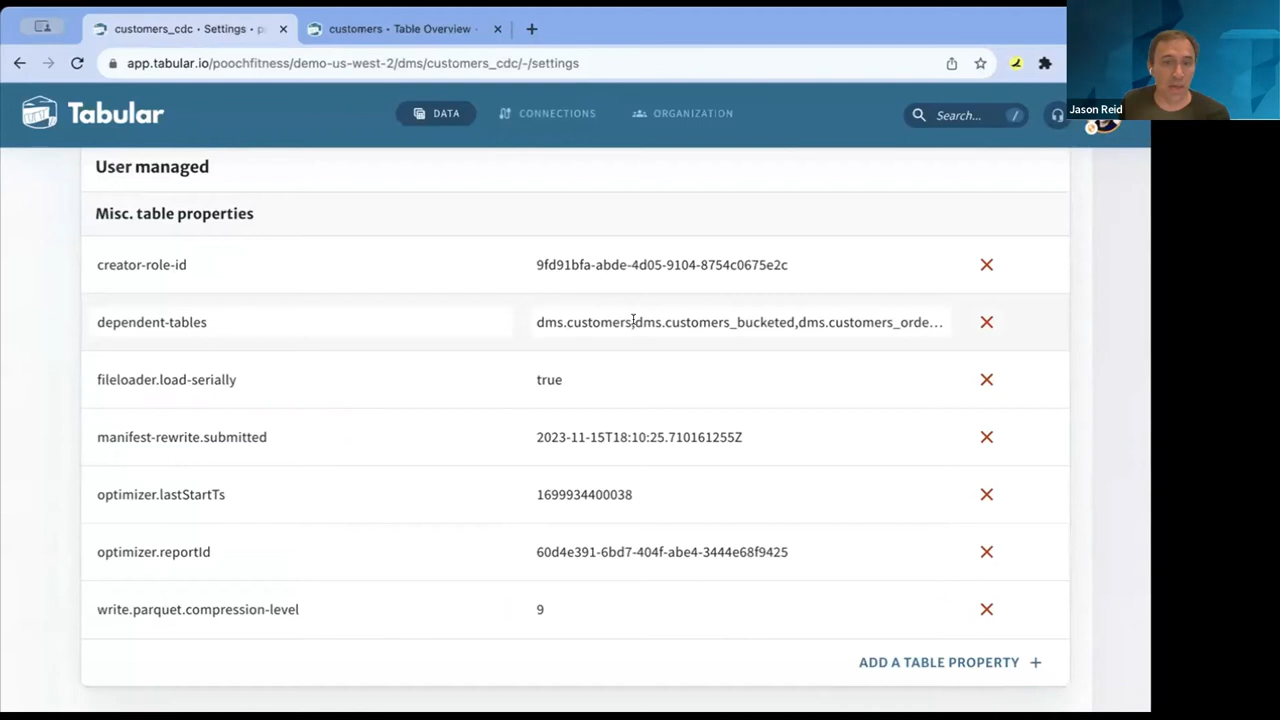 customers_cdc • Settings • p
customers • Table Overview •
app.tabular.io/poochfitness/demo-us-west-2/dms/customers_cdc/-/settings
Jason Reid
Tabular
DATA
CONNECTIONS
ORGANIZATION
Search...
/
User managed
Misc. table properties
creator-role-id
9fd91bfa-abde-4d05-9104-8754c0675e2c
dependent-tables
dms.customers,dms.customers_bucketed,dms.customers_orde...
fileloader.load-serially
true
manifest-rewrite.submitted
2023-11-15T18:10:25.710161255Z
optimizer.lastStartTs
1699934400038
optimizer.reportId
60d4e391-6bd7-404f-abe4-3444e68f9425
write.parquet.compression-level
9
ADD A TABLE PROPERTY +